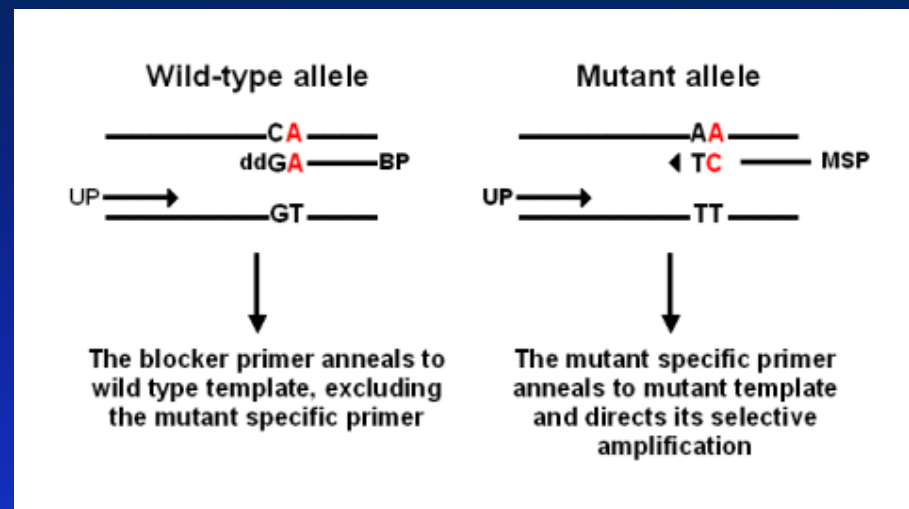 Wild-type allele
CA
ddGA BP
UP
GT
The blocker primer anneals to
wild type template, excluding
the mutant specific primer
Mutant allele
AA
TC MSP
UP
TT
The mutant specific primer
anneals to mutant template
and directs its selective
amplification